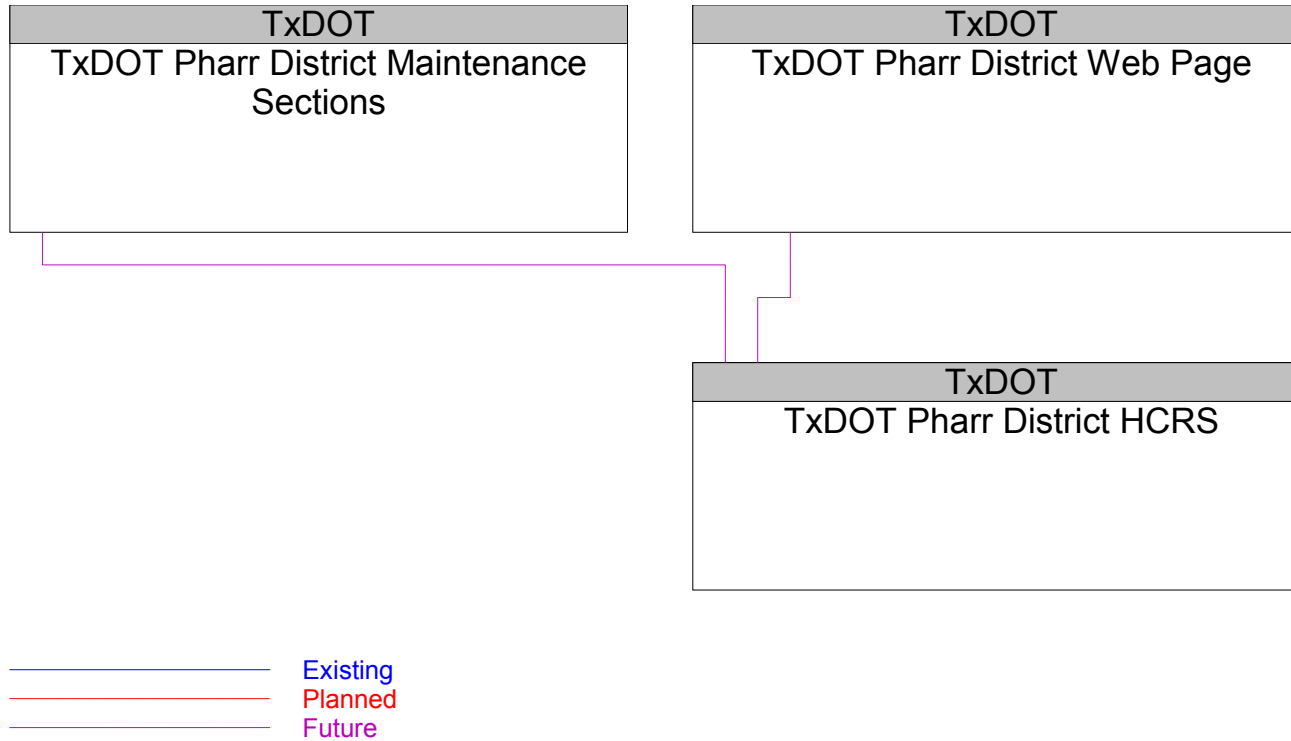 TxDOT
TxDOT Pharr District Maintenance
Sections
TxDOT
TxDOT Pharr District Web Page
TxDOT
TxDOT Pharr District HCRS
Existing
Planned
Future